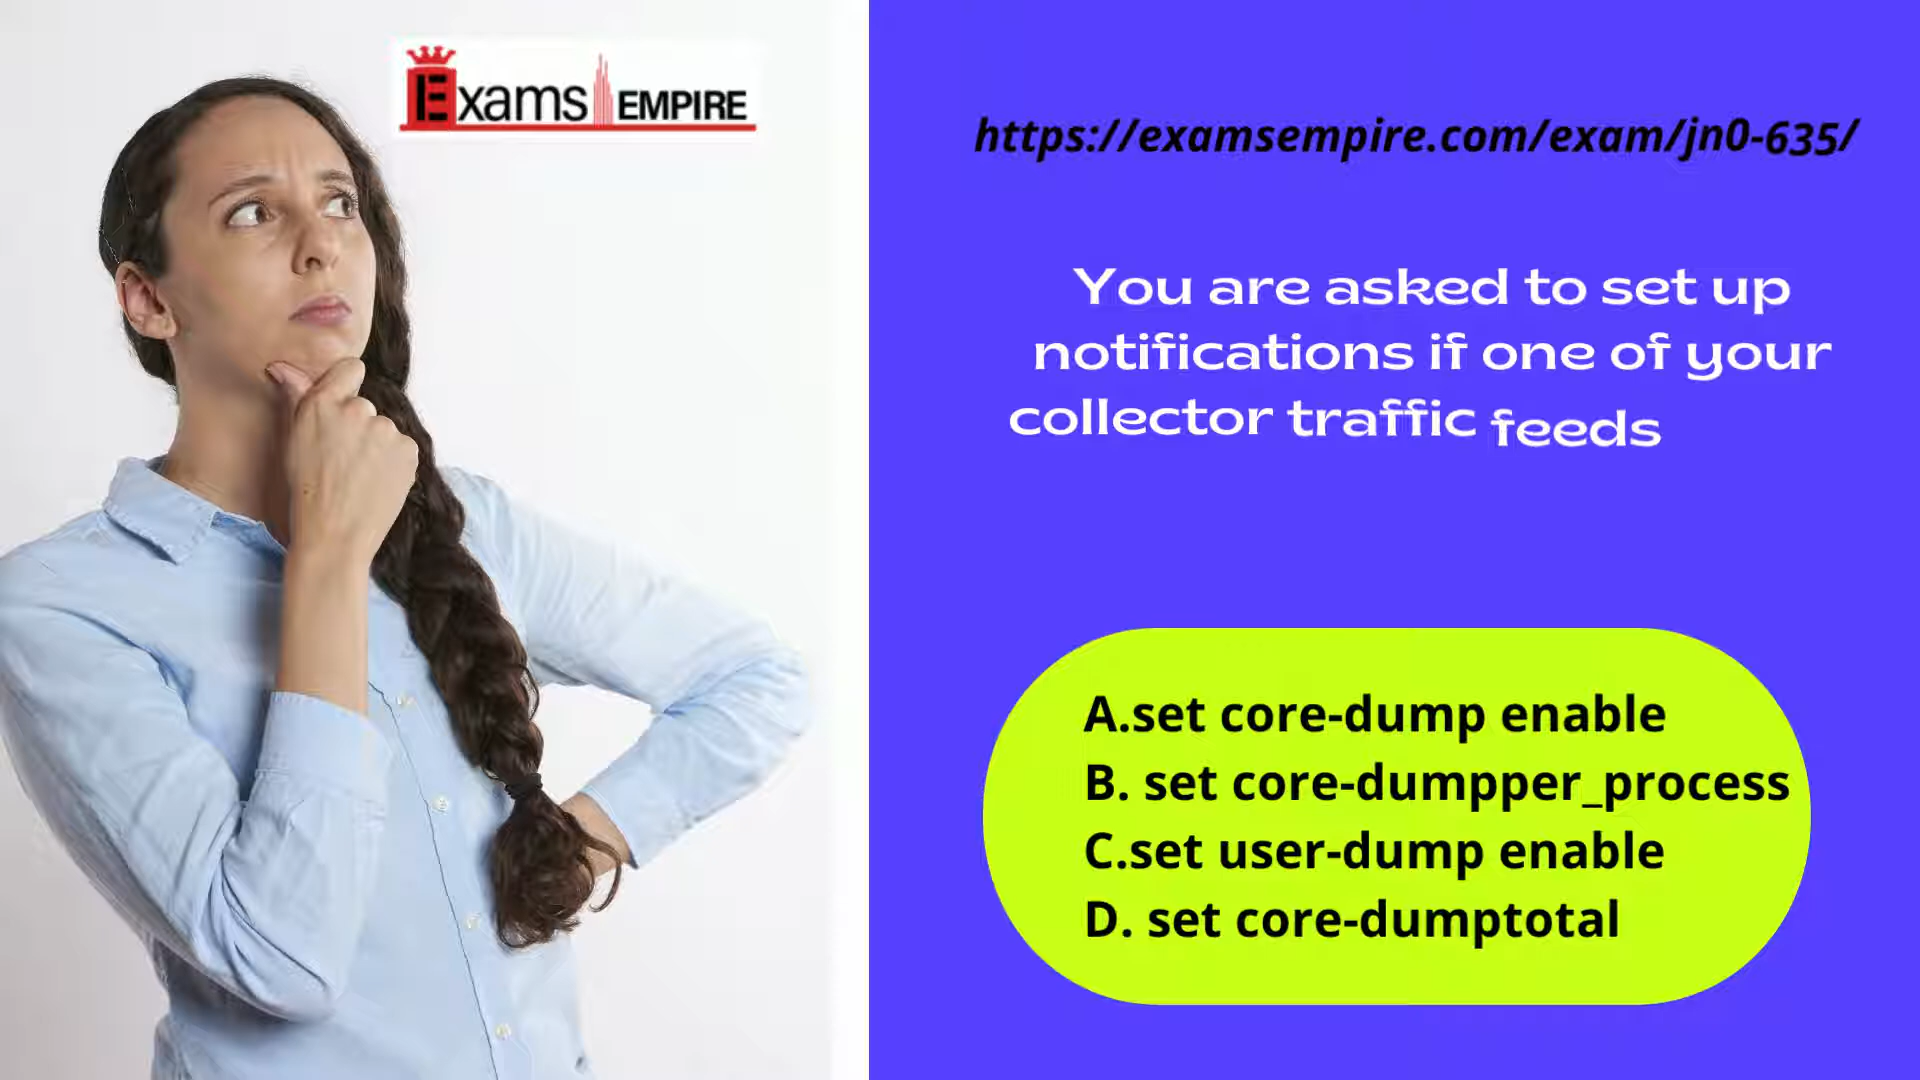 Exams EMPIRE
https://examsempire.com/exam/jn0-635/
You are asked to set up
notifications if one of your
collector traffic feeds
A.set core-dump enable
B. set core-dumpper_process
C.set user-dump enable
D. set core-dumptotal